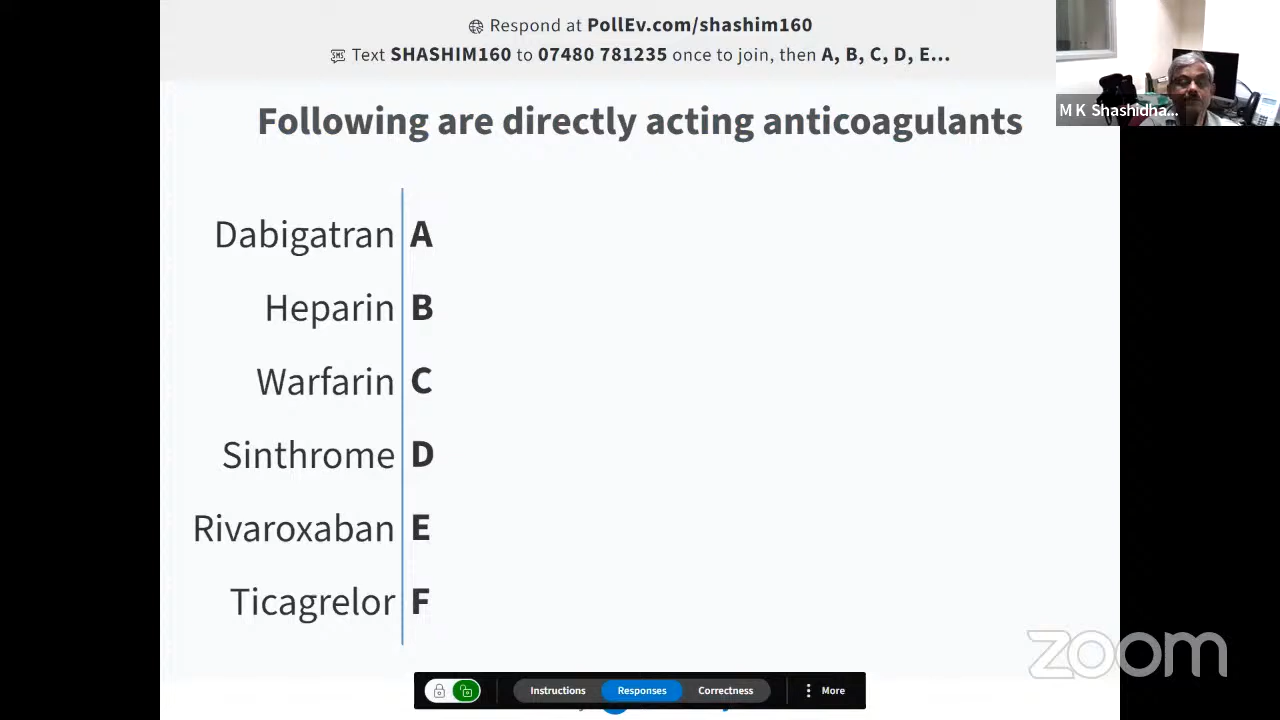 Respond at PollEv.com/shashim160
Text SHASHIM160 to 07480 781235 once to join, then A, B, C, D, E...
M K Shashidha...
Following are directly acting anticoagulants
Dabigatran A
Heparin B
Warfarin C
Sinthrome D
Rivaroxaban E
Ticagrelor F
zoom
Instructions Responses Correctness More